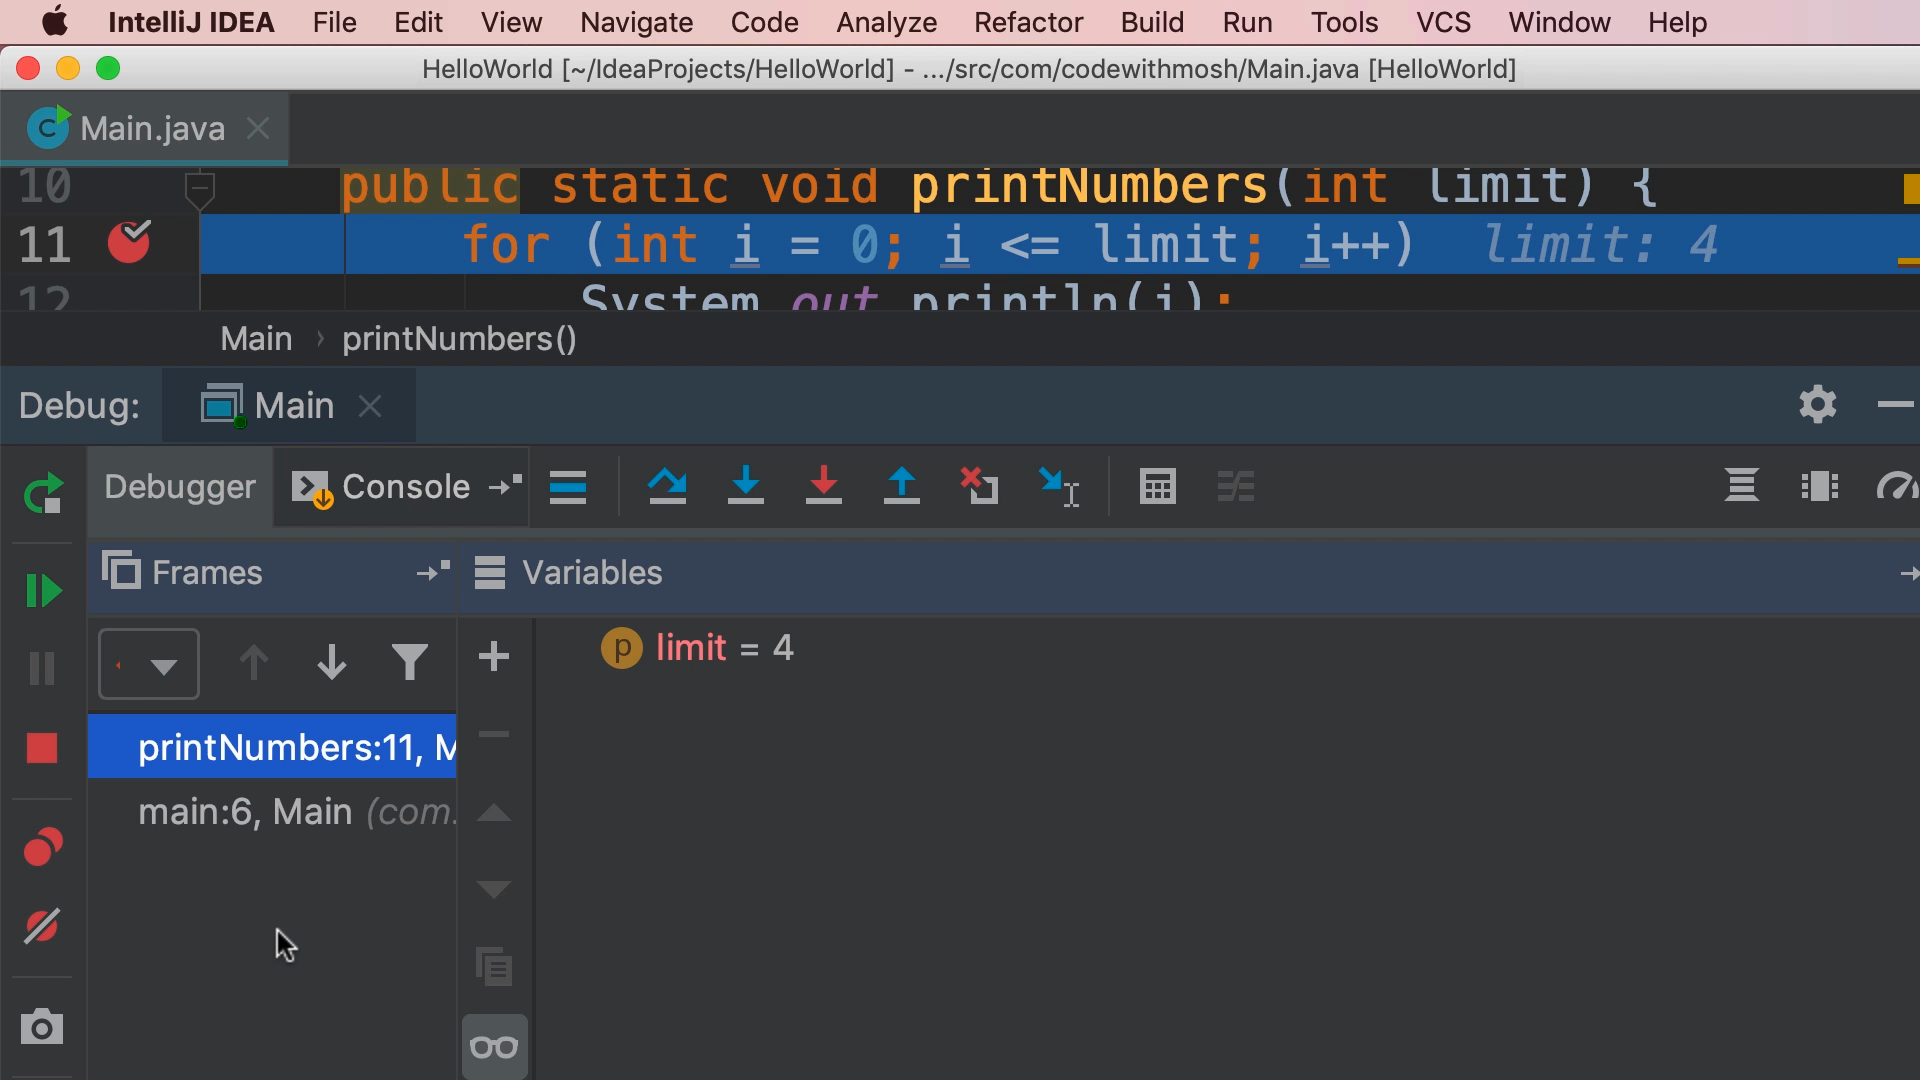 IntelliJ IDEA File Edit View Navigate Code Analyze Refactor Build Run Tools VCS Window Help
HelloWorld [~/IdeaProjects/HelloWorld] - .../src/com/codewithmosh/Main.java [HelloWorld]
Main.java
10 public static void printNumbers(int limit) {
11 for (int i = 0; i <= limit; i++) limit: 4
12 System.out.println(i);
Main › printNumbers()
Debug: Main
Debugger Console
Frames Variables
p limit = 4
printNumbers:11, M
main:6, Main (com.